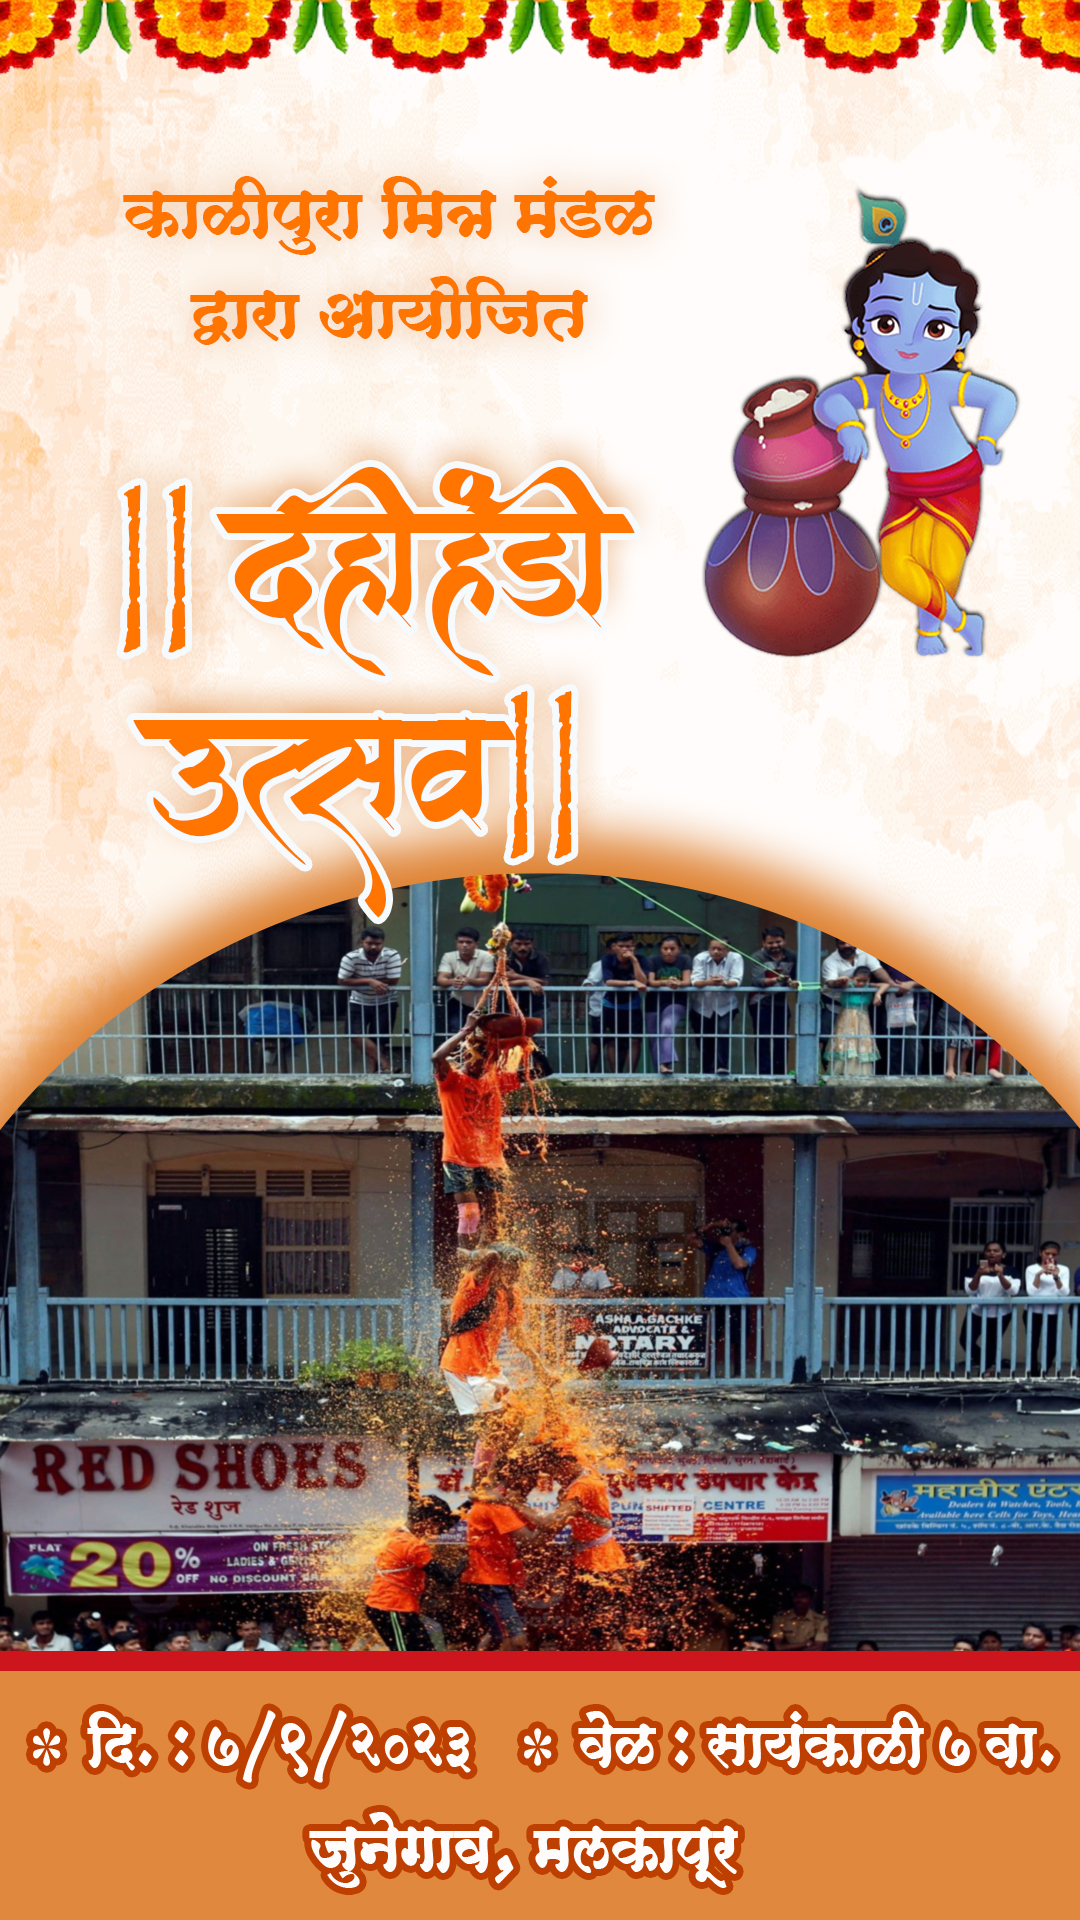 काळीपुरा मित्र मंडळ
द्वारा आयोजित
|| दहीहंडी
उत्सव||
ASHA A.GACHKE
ADVOCATE &
NOTARY
RED SHOES
रेड शुज
FLAT 20% OFF
ON FRESH STOCK
LADIES & GENTS
NO DISCOUNT
डॉ.
उपचार केंद्र
CENTRE
SHIFTED
महावीर एंटर
Dealers in Watches, Tools,
Available here Cells for Toys,
* दि. : ७/९/२०२३ * वेळ : सायंकाळी ७ वा.
जुनेगाव, मलकापूर